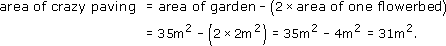 area of crazy paving = area of garden – (2 × area of one flowerbed)
= 35m² – (2 × 2m²) = 35m² – 4m² = 31m².